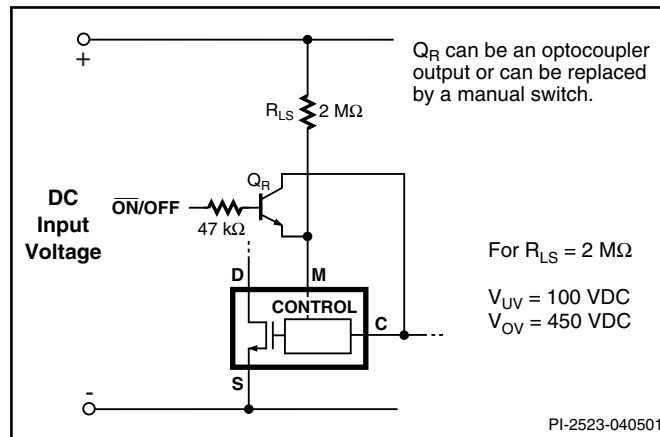 +
Q_R can be an optocoupler
output or can be replaced
by a manual switch.
R_LS
2 MΩ
Q_R
DC
Input
Voltage
O̅N̅/OFF
47 kΩ
For R_LS = 2 MΩ
D
M
CONTROL
C
V_UV = 100 VDC
V_OV = 450 VDC
S
-
PI-2523-040501